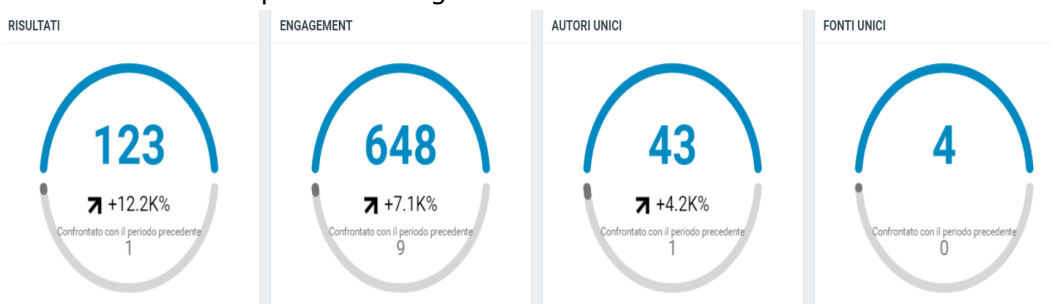 RISULTATI
123
+12.2K%
Confrontato con il periodo precedente
1
ENGAGEMENT
648
+7.1K%
Confrontato con il periodo precedente
9
AUTORI UNICI
43
+4.2K%
Confrontato con il periodo precedente
1
FONTI UNICI
4
Confrontato con il periodo precedente
0